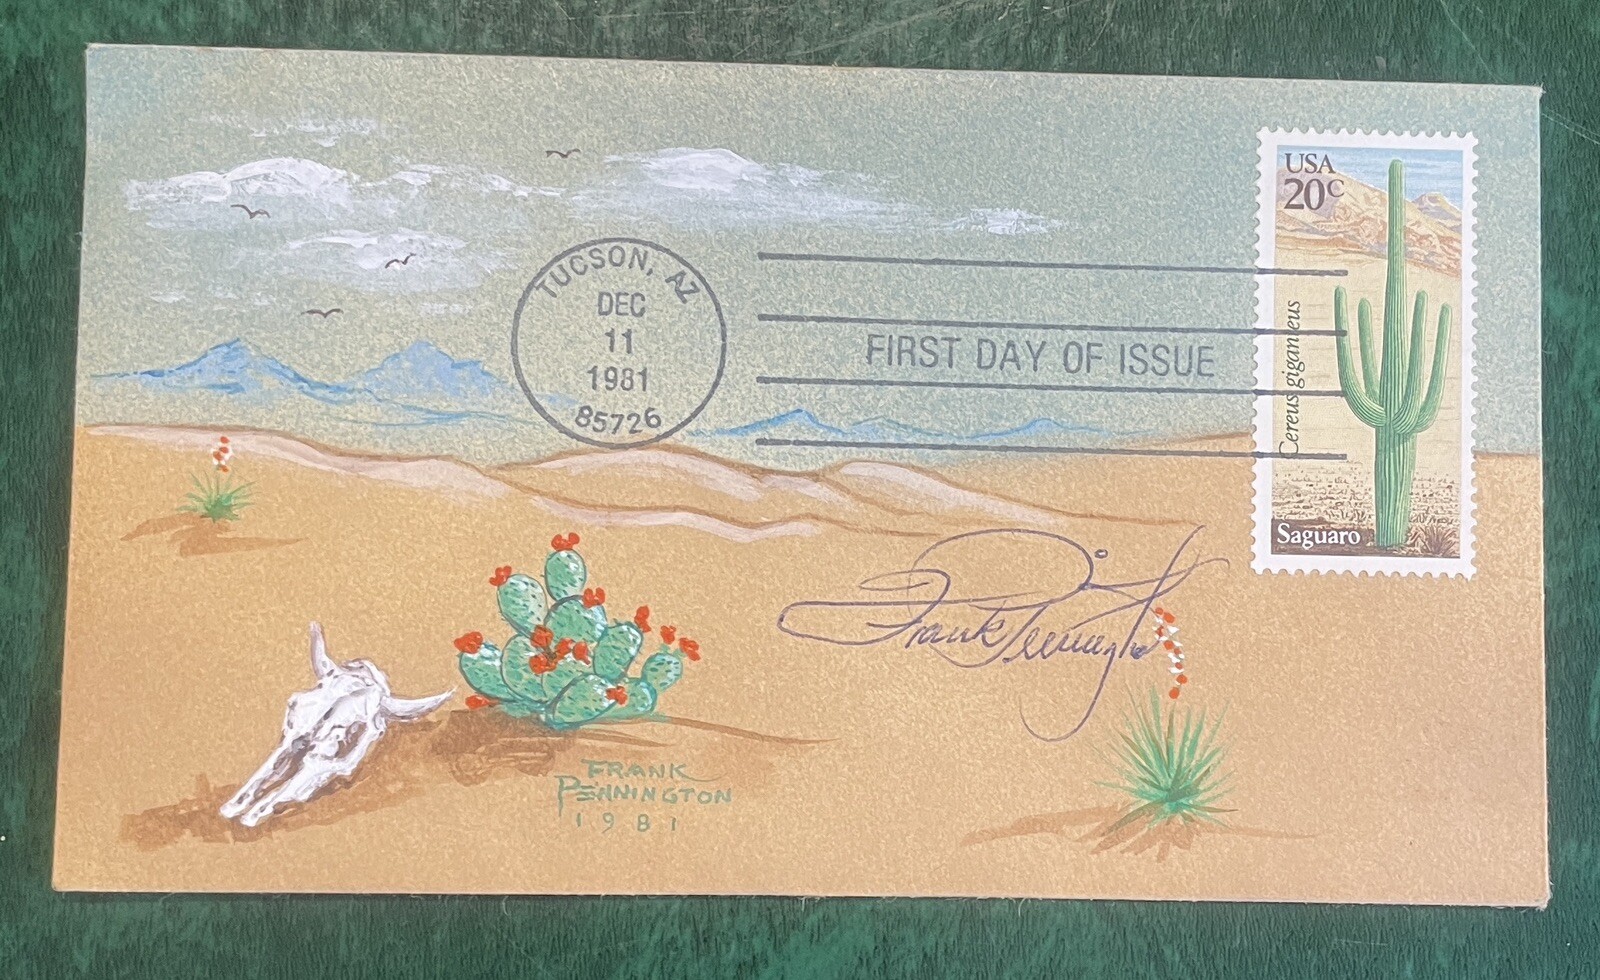 USA
20c
Cereus giganteus
Saguaro
TUCSON, AZ
DEC
11
1981
85726
FIRST DAY OF ISSUE
Frank Pennington
FRANK
PENNINGTON
1981